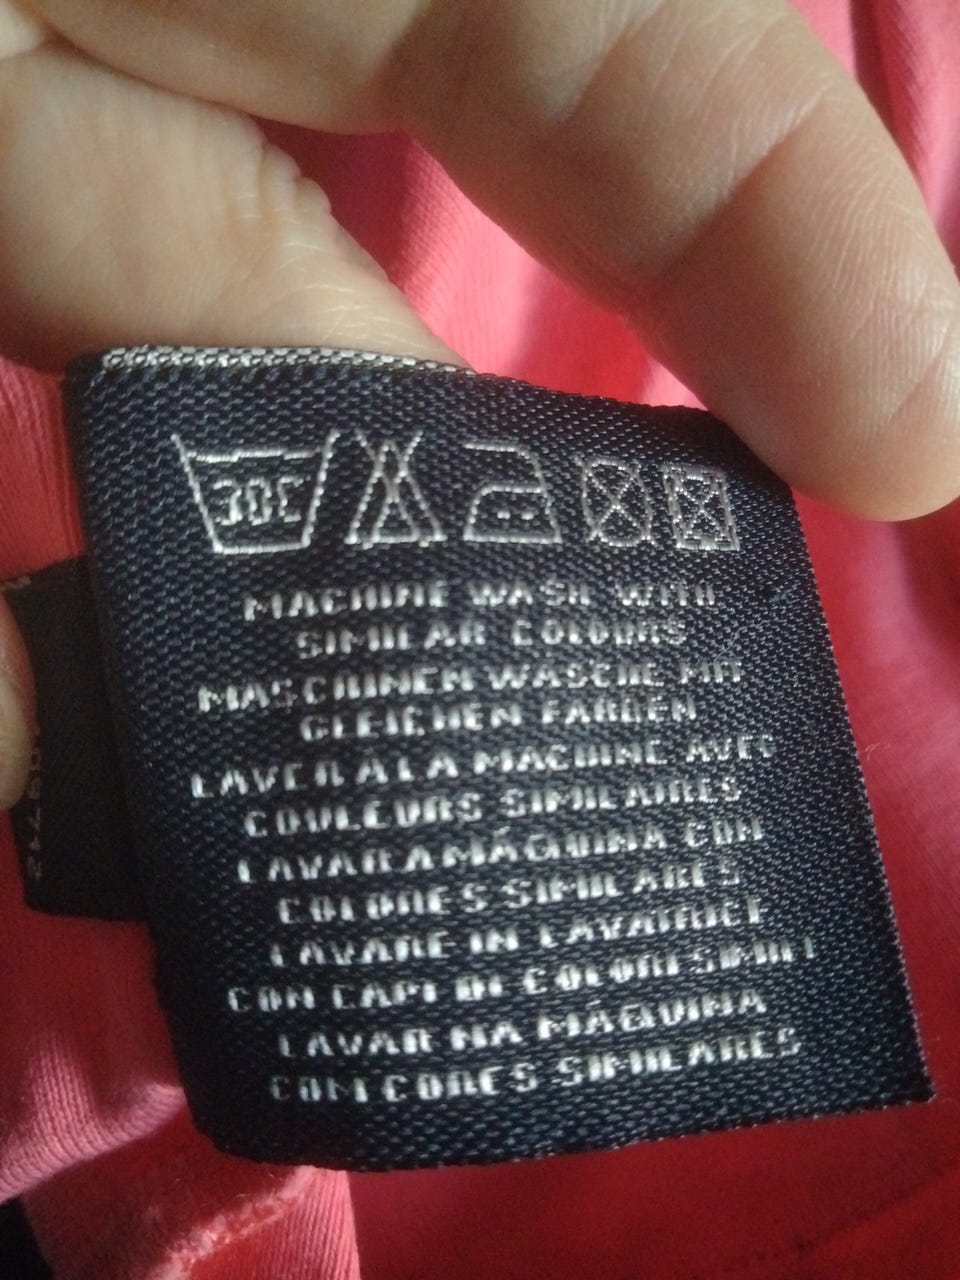 30C
MACHINE WASH WITH
SIMILAR COLOURS
MASCHINEN WÄSCHE MIT
GLEICHEN FARBEN
LAVER À LA MACHINE AVEC
COULEURS SIMILAIRES
LAVAR A MÁQUINA CON
COLORES SIMILARES
LAVARE IN LAVATRICE
CON CAPI DI COLORI SIMILI
LAVAR NA MÁQUINA
COM CORES SIMILARES